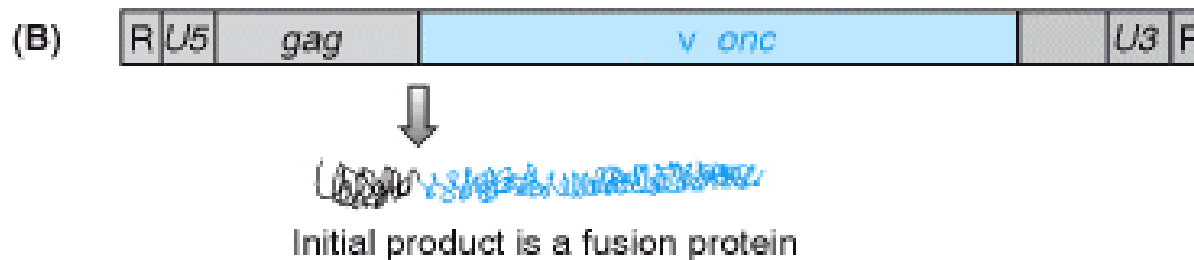 (B) R U5 gag v onc U3 R
Initial product is a fusion protein